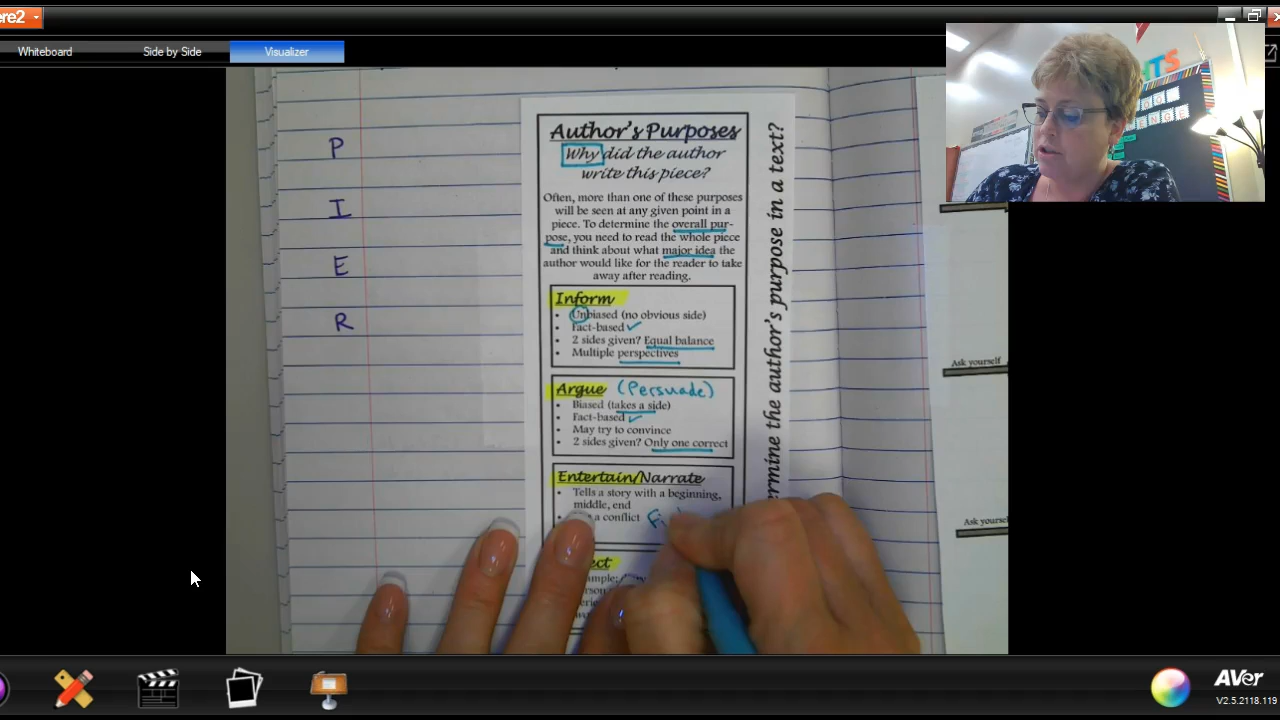 ere2
Whiteboard
Side by Side
Visualizer
P
I
E
R
Author's Purposes
Why did the author
write this piece?
Often, more than one of these purposes
will be seen at any given point in a
piece. To determine the overall pur-
pose, you need to read the whole piece
and think about what major idea the
author would like for the reader to take
away after reading.
Inform
• Unbiased (no obvious side)
• Fact-based ✓
• 2 sides given? Equal balance
• Multiple perspectives
Argue (Persuade)
• Biased (takes a side)
• Fact-based ✓
• May try to convince
• 2 sides given? Only one correct
Entertain/Narrate
• Tells a story with a beginning,
middle, end
a conflict
ermine the author's purpose in a text?
Ask yourself
Ask yourself
AVer
V2.5.2118.119